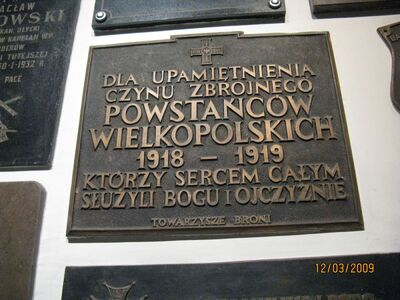 DLA UPAMIĘTNIENIA
CZYNU ZBROJNEGO
POWSTAŃCÓW
WIELKOPOLSKICH
1918 — 1919
KTÓRZY SERCEM CAŁYM
SŁUŻYLI BOGU I OJCZYŹNIE
TOWARZYSZE BRONI
PACE
12/03/2009